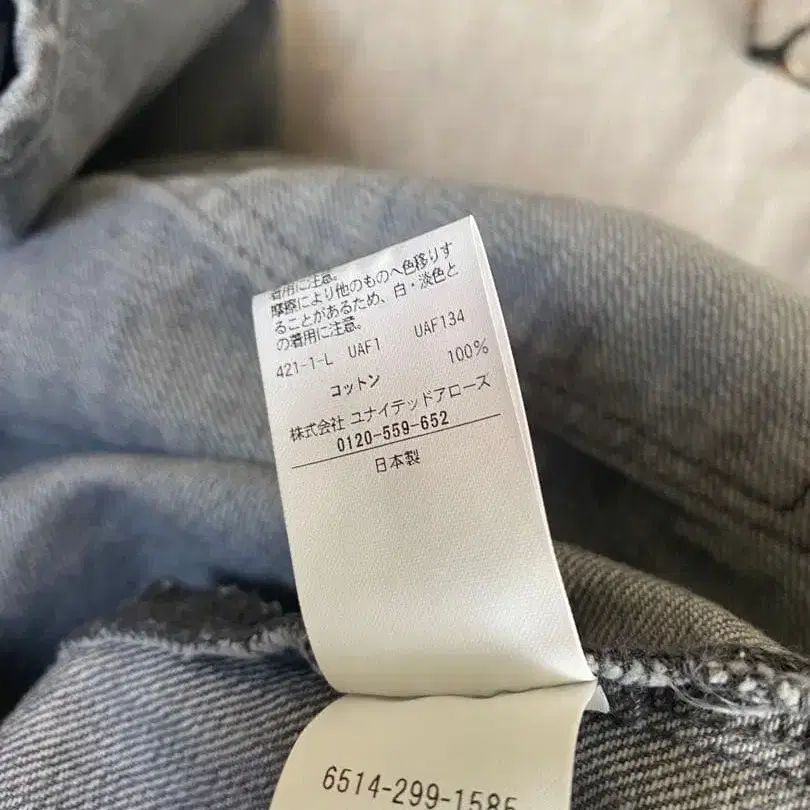 着用に注意。
摩擦により他のものへ色移りす
ることがあるため、白・淡色と
の着用に注意。
421-1-L UAF1 UAF134
コットン 100%
株式会社 ユナイテッドアローズ
0120-559-652
日本製
6514-299-1585